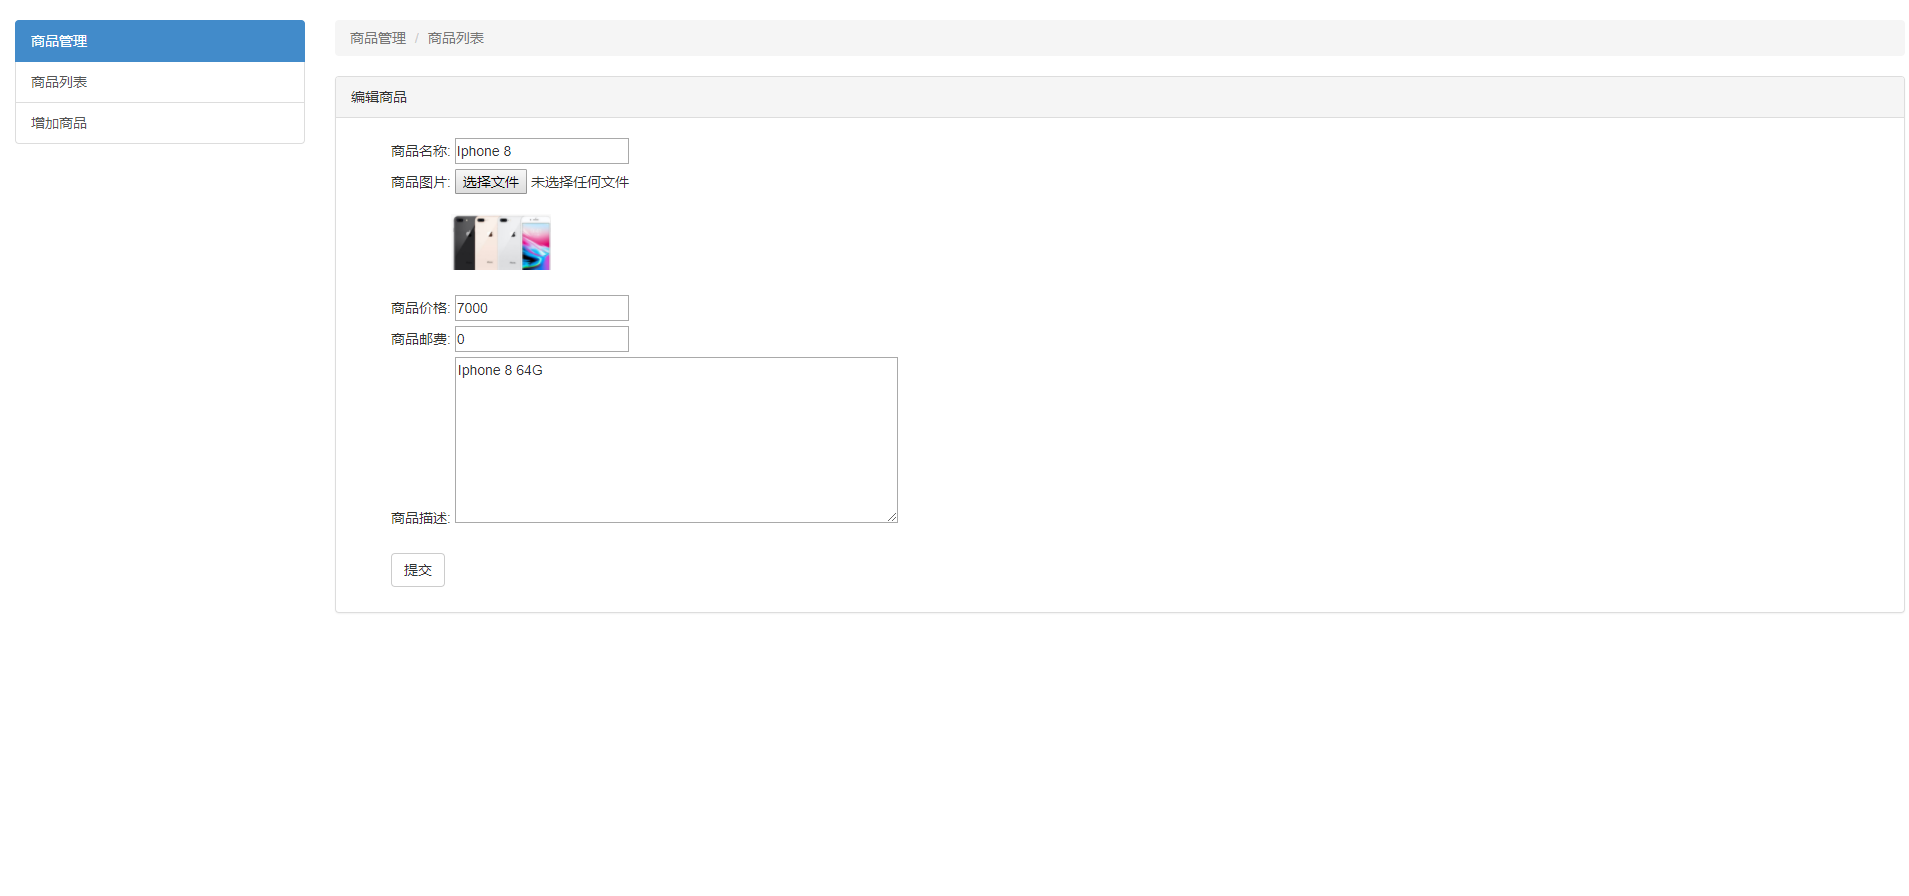 商品管理
商品列表
增加商品
商品管理 / 商品列表
编辑商品
商品名称: Iphone 8
商品图片: 选择文件 未选择任何文件
商品价格: 7000
商品邮费: 0
Iphone 8 64G
商品描述:
提交